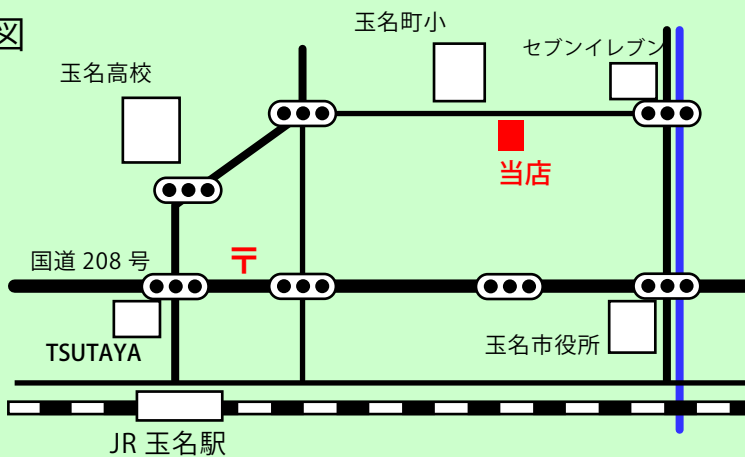 図
玉名町小
セブンイレブン
玉名高校
当店
国道 208 号
〒
TSUTAYA
玉名市役所
JR 玉名駅